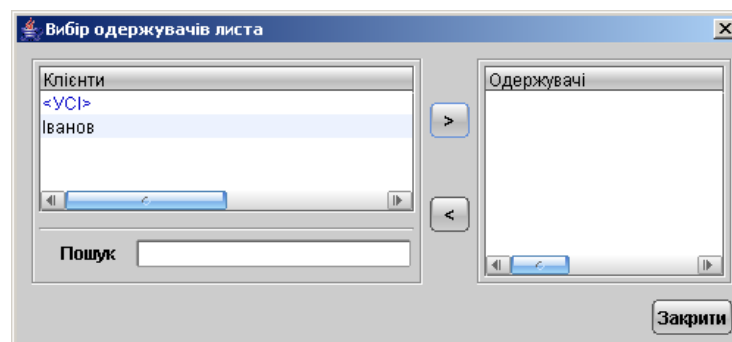 Вибір одержувачів листа
Клієнти
<УСІ>
Іванов
Пошук
>
<
Одержувачі
Закрити